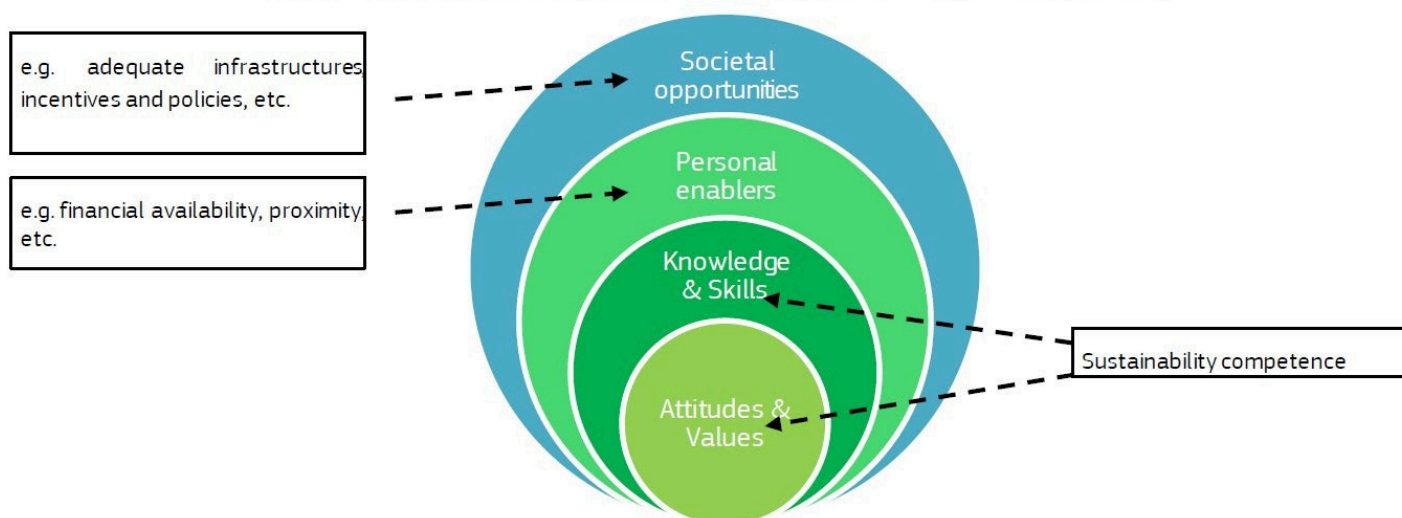 e.g. adequate infrastructures,
incentives and policies, etc.
e.g. financial availability, proximity,
etc.
Societal
opportunities
Personal
enablers
Knowledge
& Skills
Attitudes &
Values
Sustainability competence